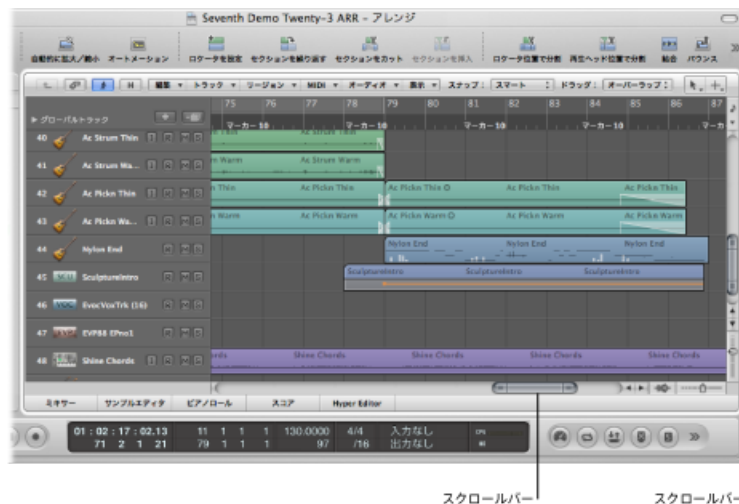 Seventh Demo Twenty-3 ARR - アレンジ
自動的に拡大/縮小 オートメーション ロケータを設定 セクションを繰り返す セクションをカット セクションを挿入 ロケータ位置で分割 再生ヘッド位置で分割 結合 バウンス
H 編集 トラック リージョン MIDI オーディオ 表示 スナップ: スマート ドラッグ: オーバーラップ
75 76 77 78 79 80 81 82 83 84 85 86 87
グローバルトラック マーカー 10 マーカー 10 マーカー 10 マーカー 10
40 Ac Strum Thin
41 Ac Strum Wa... Warm Ac Strum Warm
42 Ac Pickn Thin Thin Ac Pickn Thin Ac Pickn Thin Ac Pickn Thin Ac Pickn Thin
43 Ac Pickn Wa... Warm Ac Pickn Warm Ac Pickn Warm Ac Pickn Warm Ac Pickn Warm
44 Nylon End Nylon End Nylon End Nylon End
45 SculptureIntro SculptureIntro SculptureIntro SculptureIntro
46 EvocVoxTrk (16)
47 EVP88 EPno1
48 Shine Chords Shine Chords Shine Chords Shine Chords Shine Chords
ミキサー サンプルエディタ ピアノロール スコア Hyper Editor
01 : 02 : 17 : 02.13 11 1 1 1 130.0000 4/4 入力なし CPU
71 2 1 21 79 1 1 1 97 /16 出力なし
スクロールバー スクロールバー